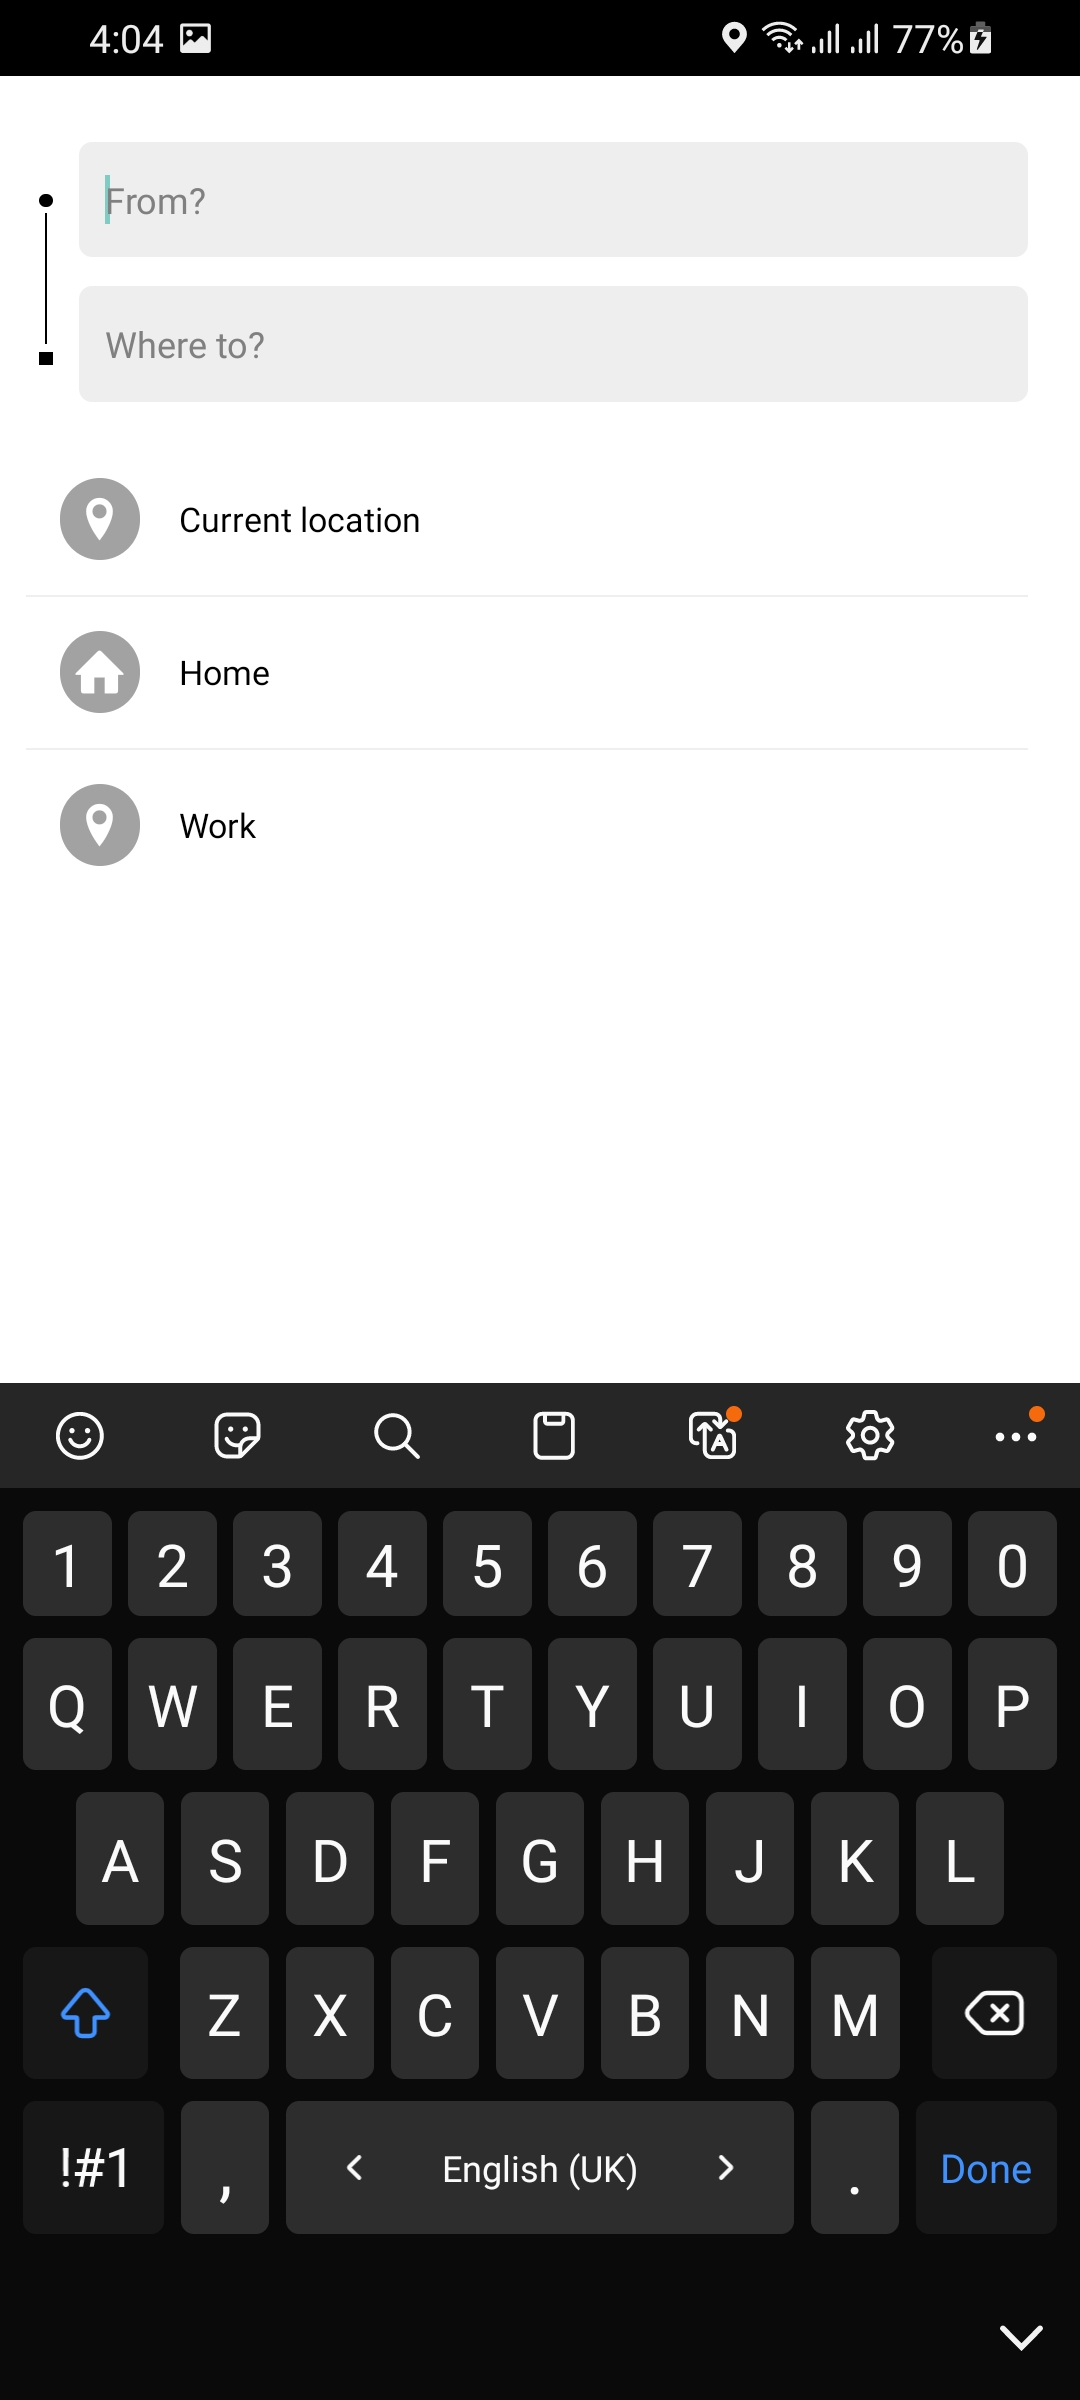 4:04 77%
From?
Where to?
Current location
Home
Work
1 2 3 4 5 6 7 8 9 0
Q W E R T Y U I O P
A S D F G H J K L
Z X C V B N M
!#1 , English (UK) . Done